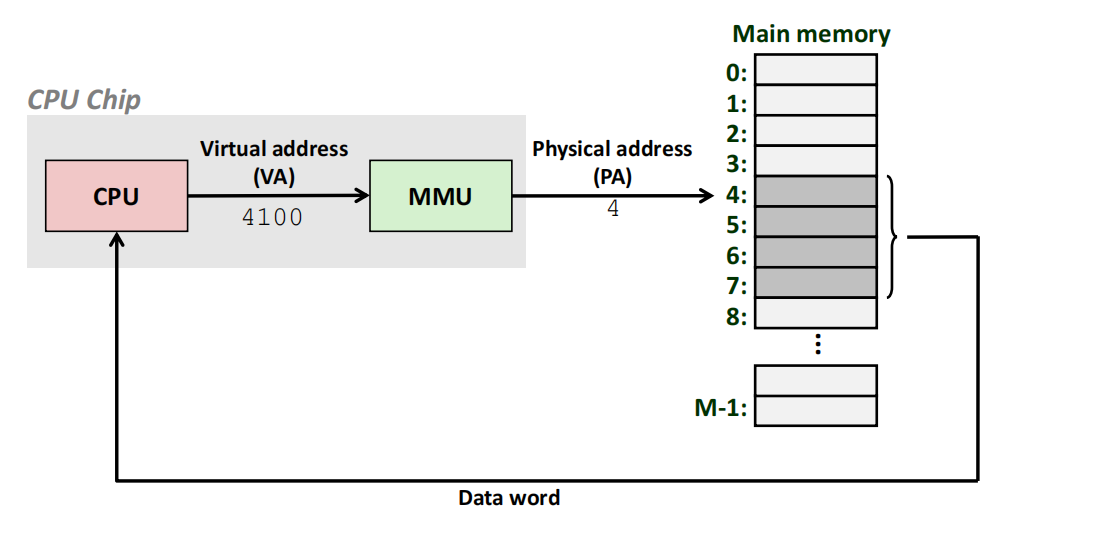 Main memory
0:
CPU Chip
1:
Virtual address
(VA)
Physical address
(PA)
2:
3:
CPU
MMU
4:
4100
4
5:
6:
7:
8:
⋮
M-1:
Data word